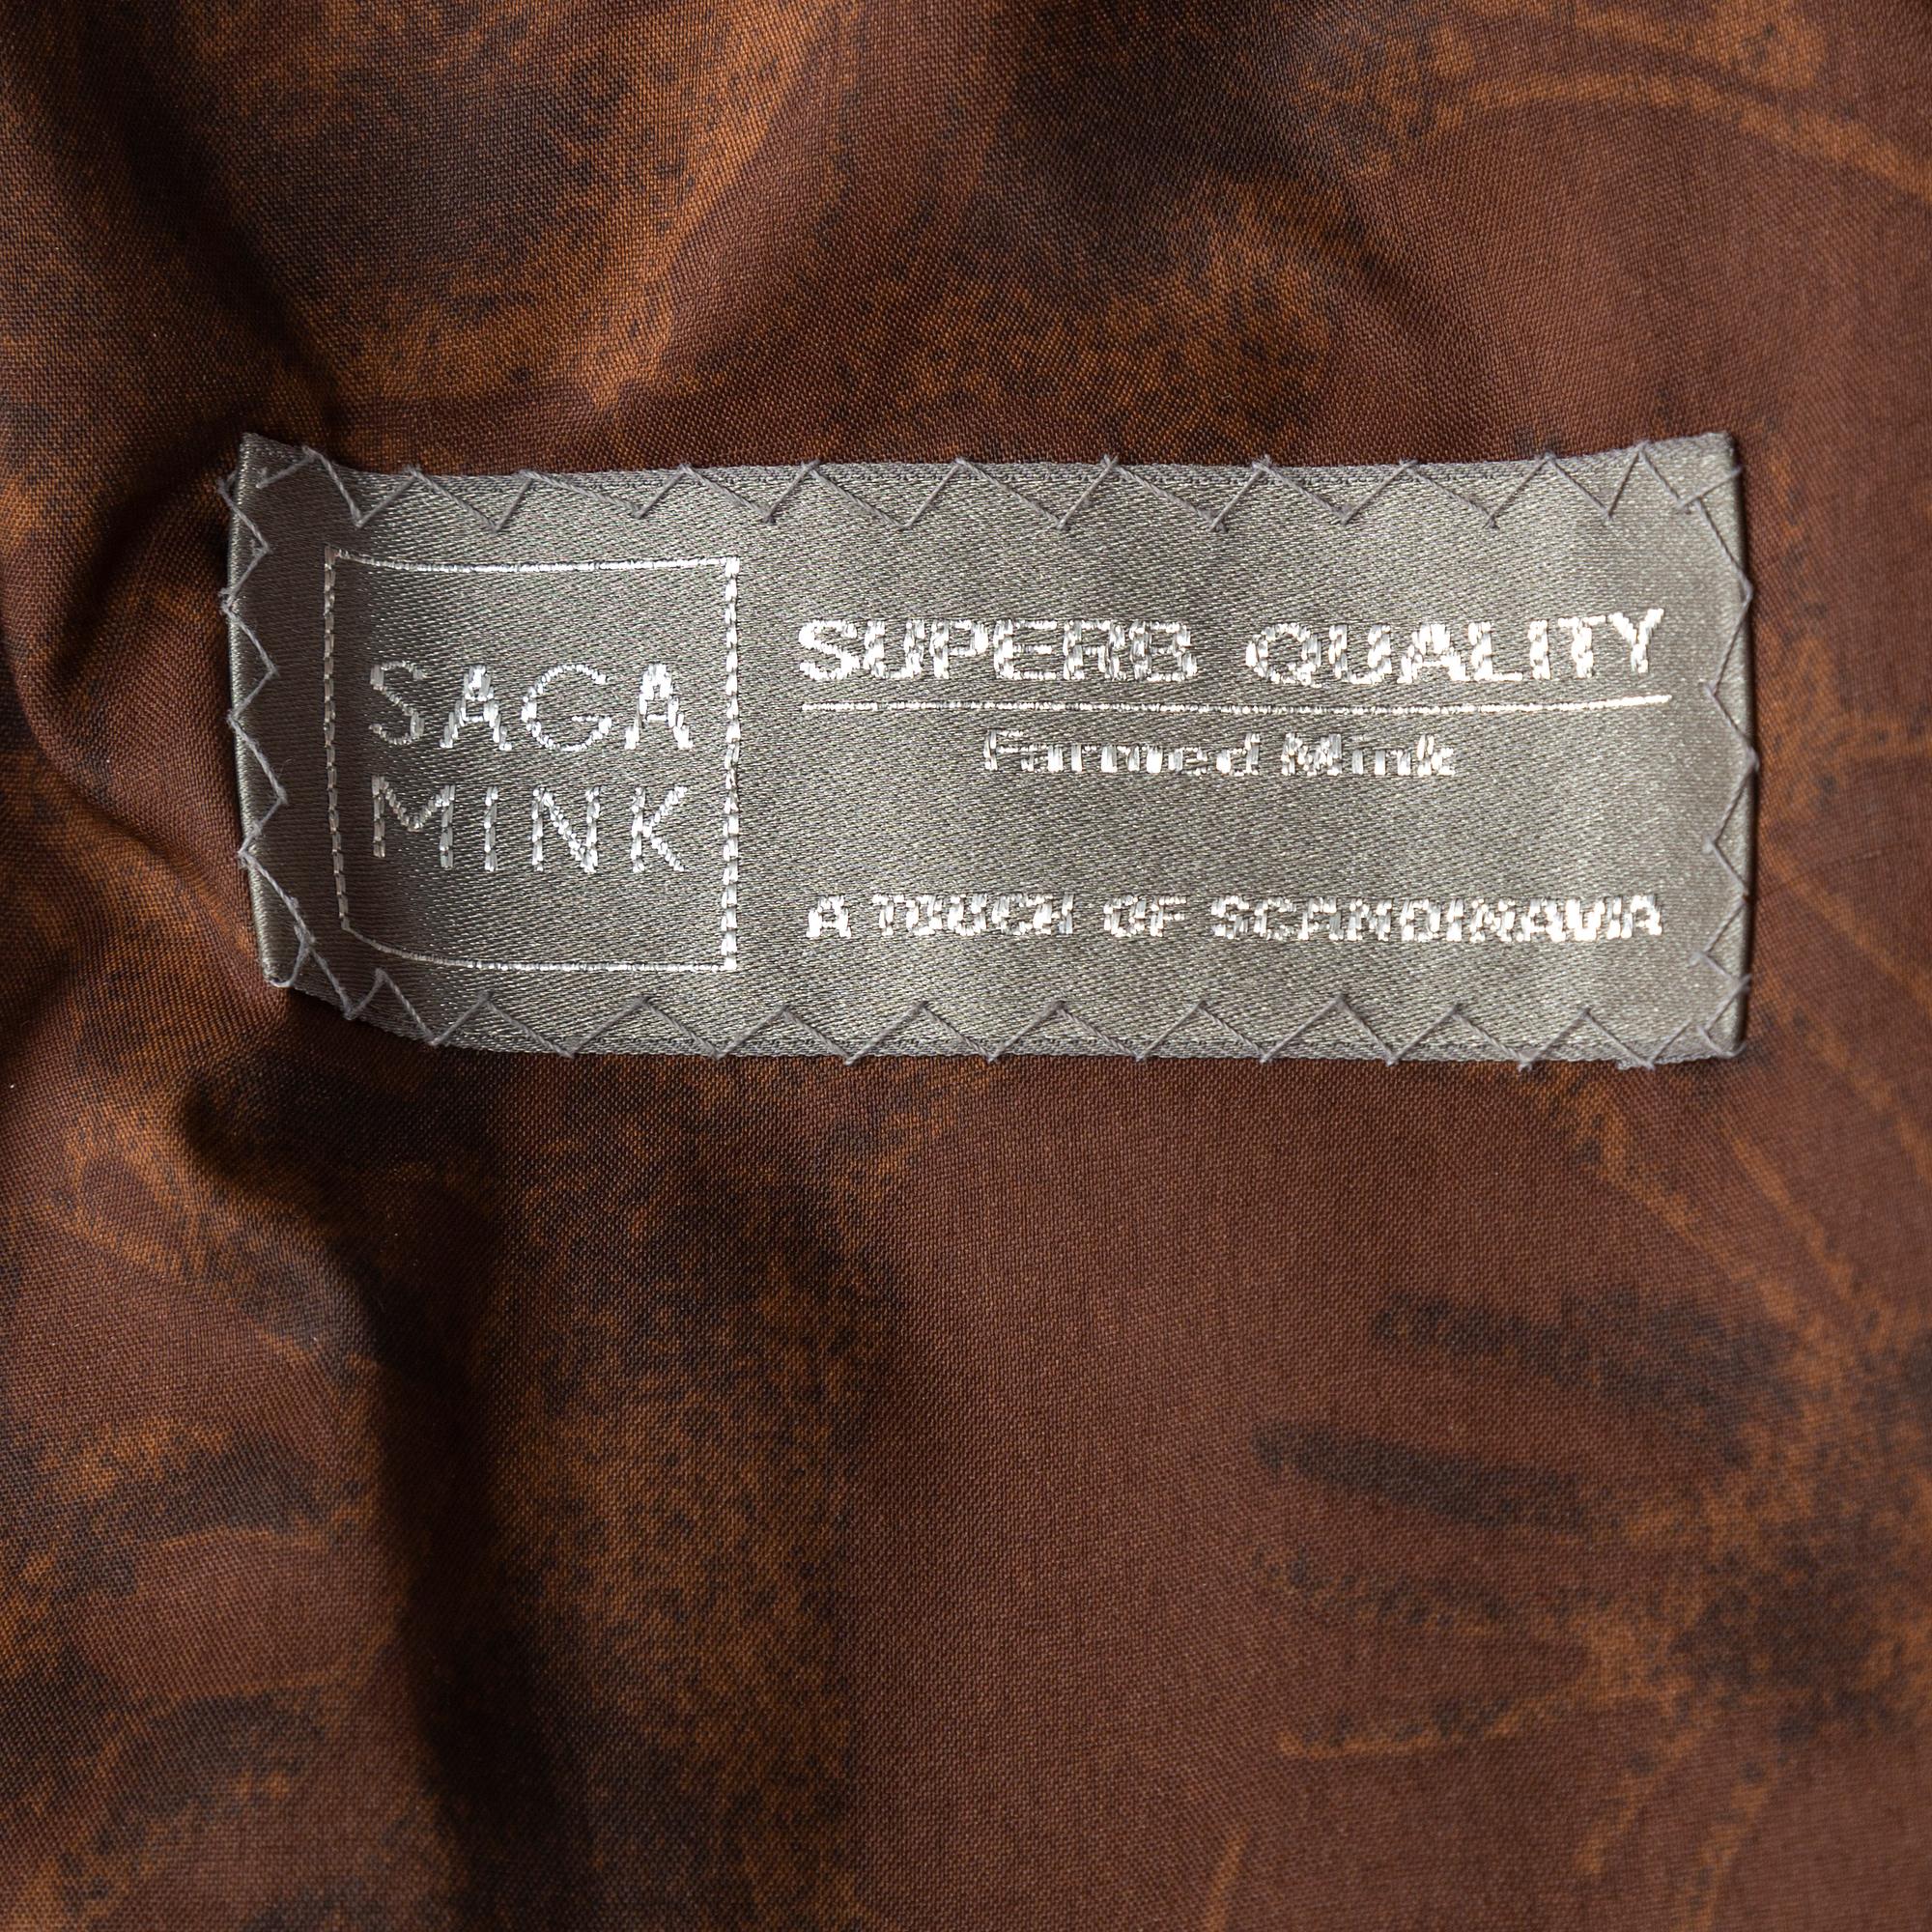 SAGA
MINK
SUPERB QUALITY
Farmed Mink
A TOUCH OF SCANDINAVIA